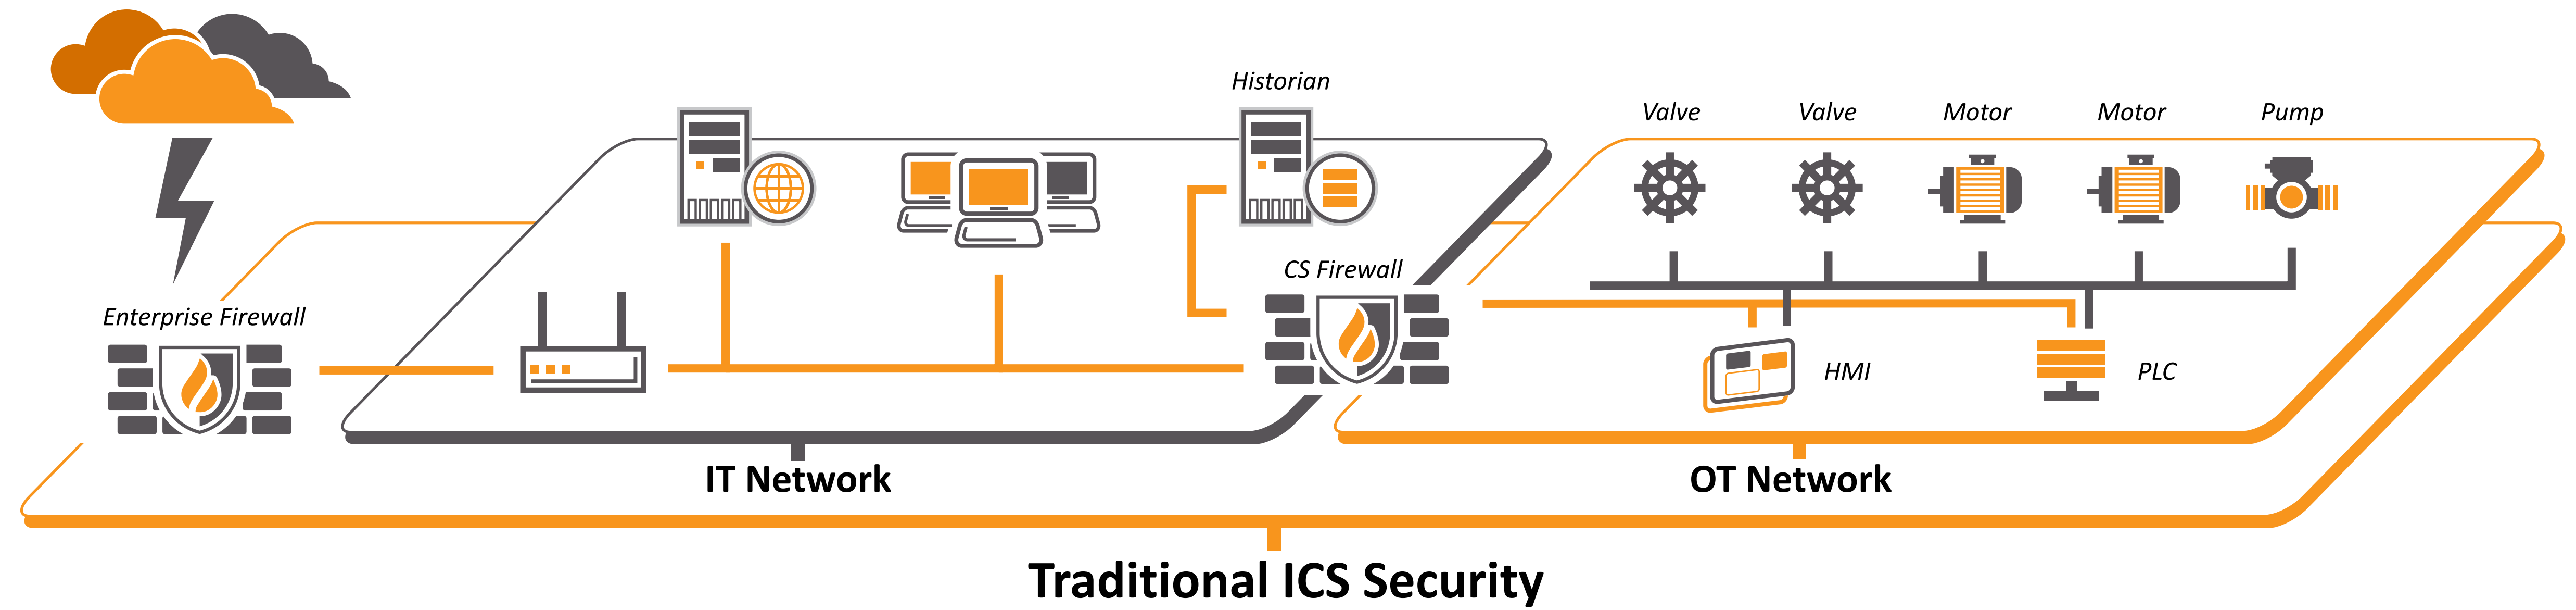 Historian
Valve
Valve
Motor
Motor
Pump
CS Firewall
Enterprise Firewall
HMI
PLC
IT Network
OT Network
Traditional ICS Security